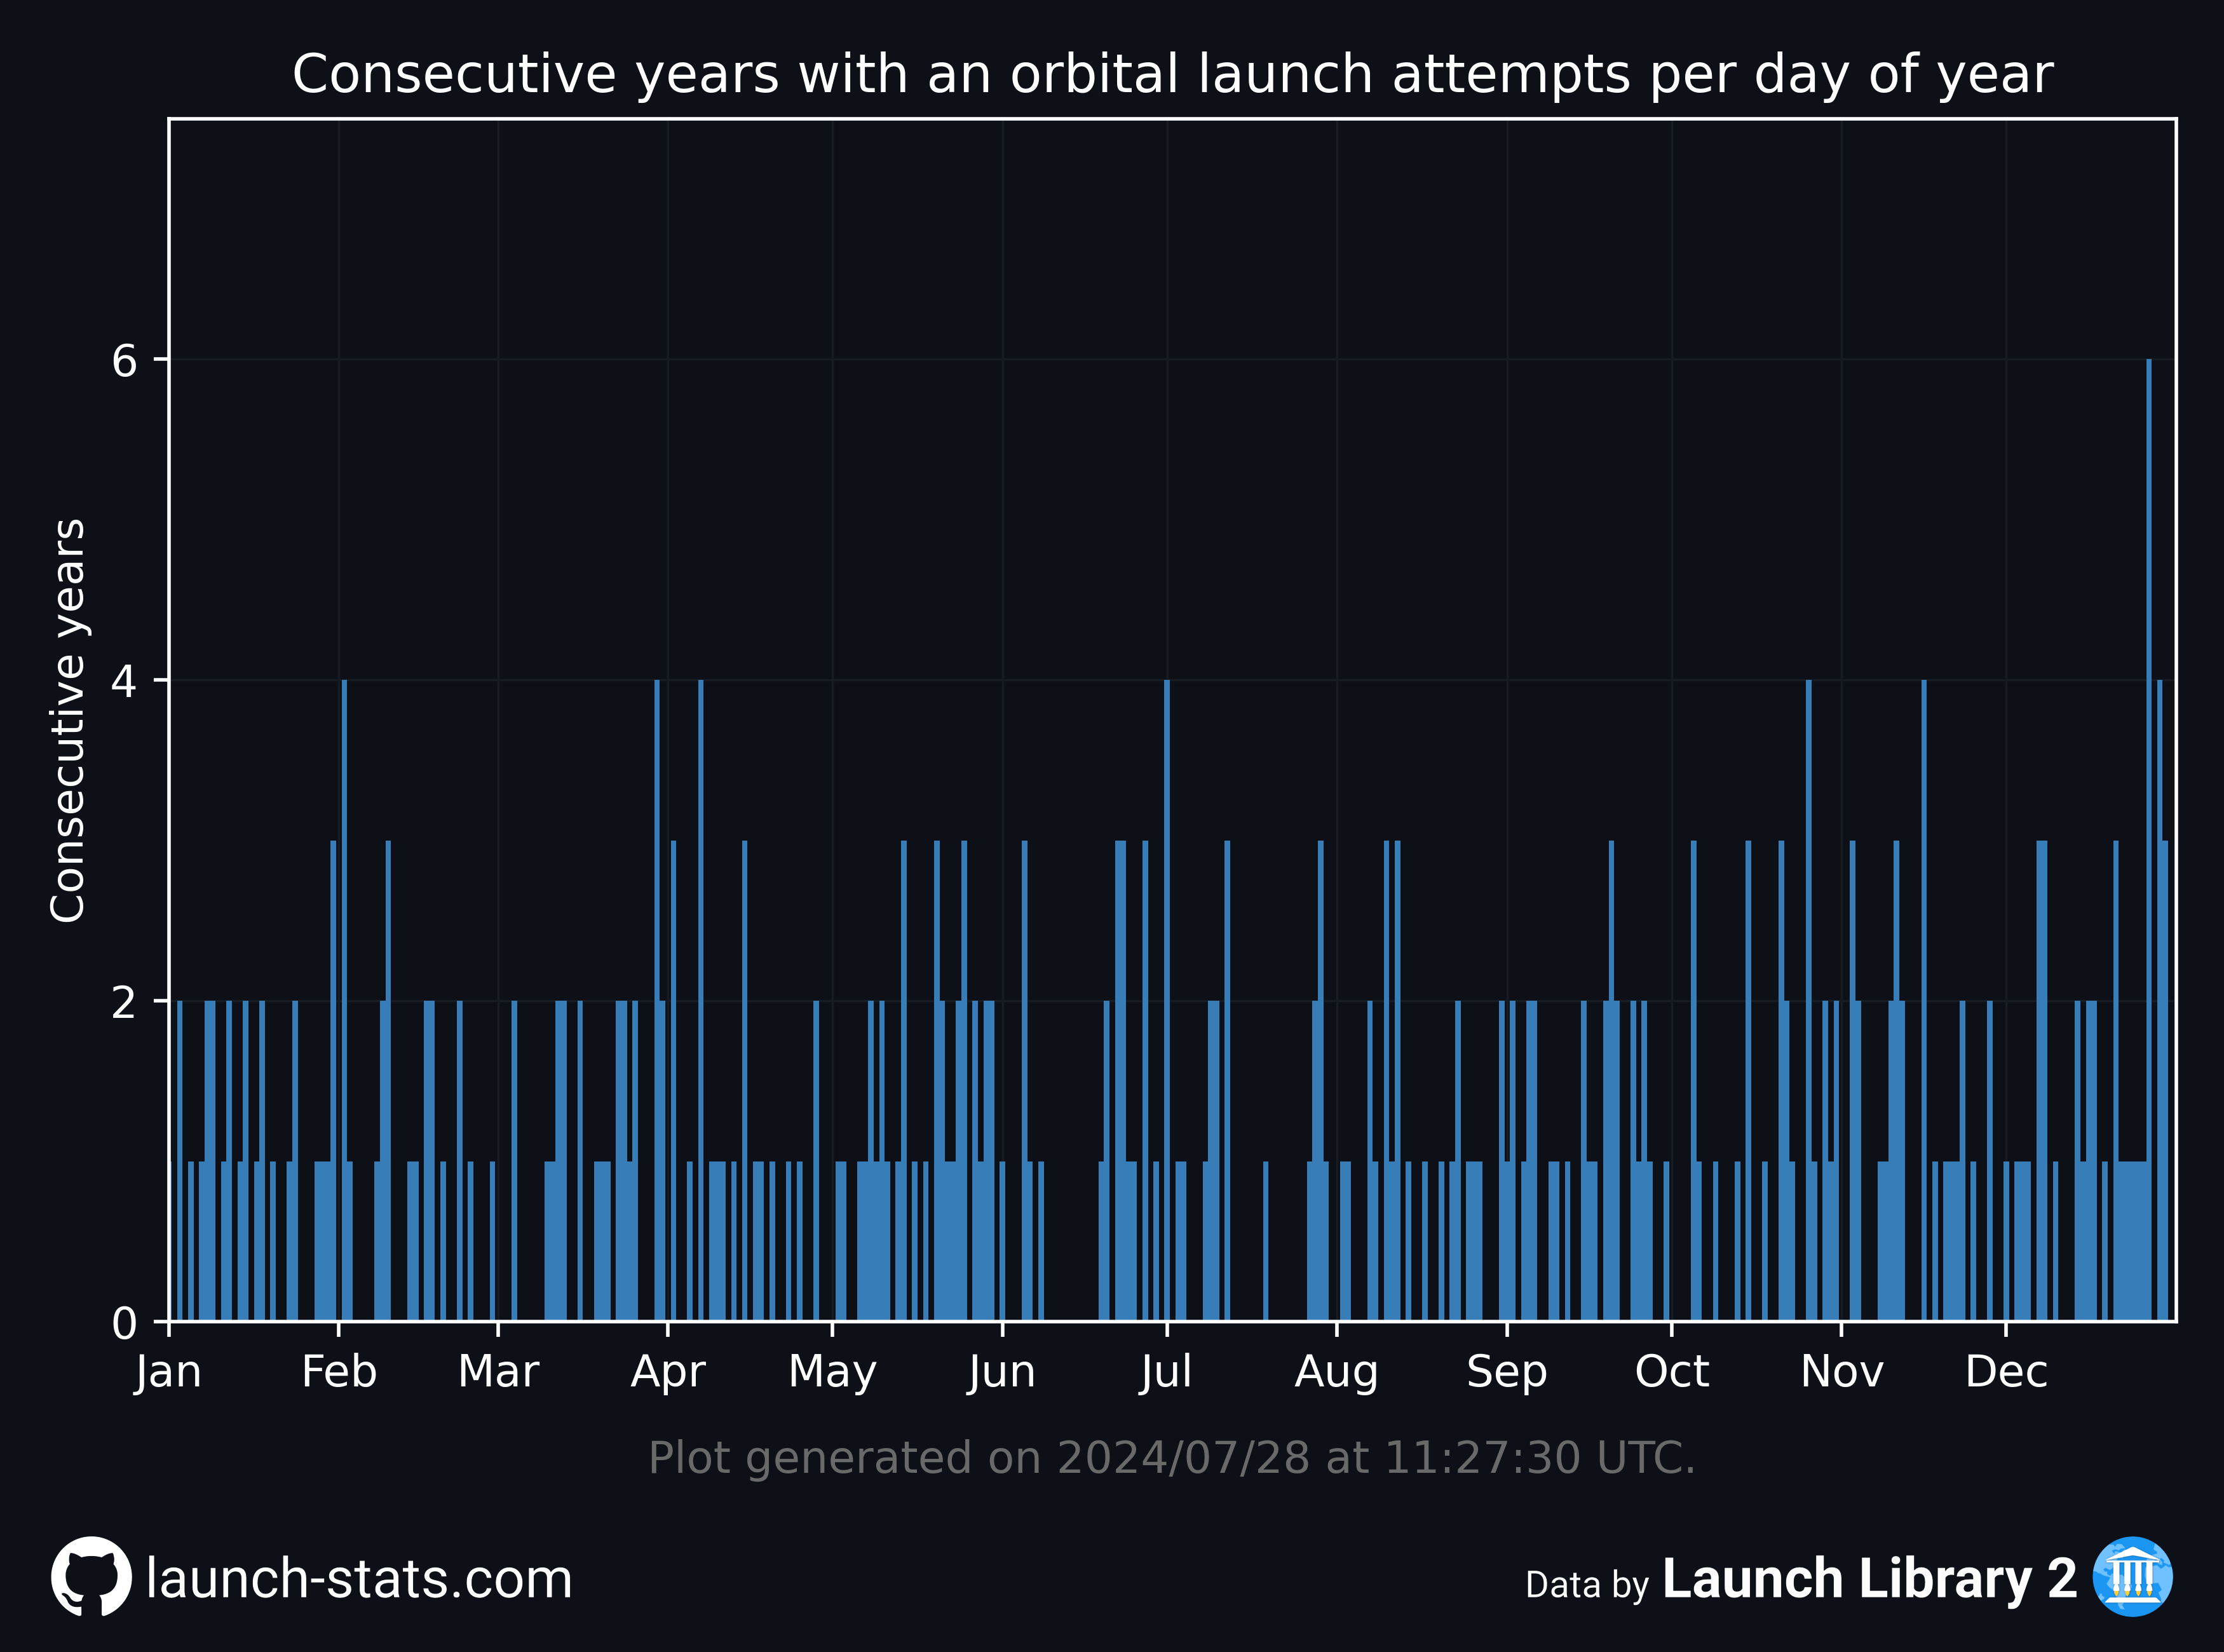 Consecutive years with an orbital launch attempts per day of year
Consecutive years
6
4
2
0
Jan Feb Mar Apr May Jun Jul Aug Sep Oct Nov Dec
Plot generated on 2024/07/28 at 11:27:30 UTC.
launch-stats.com
Data by Launch Library 2